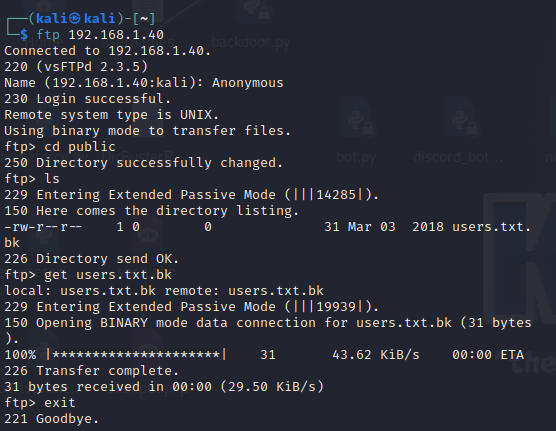 (kali㉿kali)-[~]
$ ftp 192.168.1.40
Connected to 192.168.1.40.
220 (vsFTPd 2.3.5)
Name (192.168.1.40:kali): Anonymous
230 Login successful.
Remote system type is UNIX.
Using binary mode to transfer files.
ftp> cd public
250 Directory successfully changed.
ftp> ls
229 Entering Extended Passive Mode (|||14285|).
150 Here comes the directory listing.
-rw-r--r--    1 0        0              31 Mar 03  2018 users.txt.
bk
226 Directory send OK.
ftp> get users.txt.bk
local: users.txt.bk remote: users.txt.bk
229 Entering Extended Passive Mode (|||19939|).
150 Opening BINARY mode data connection for users.txt.bk (31 bytes
).
100% |*********************|    31       43.62 KiB/s    00:00 ETA
226 Transfer complete.
31 bytes received in 00:00 (29.50 KiB/s)
ftp> exit
221 Goodbye.
backdoor.py
bot.py
discord_bot...